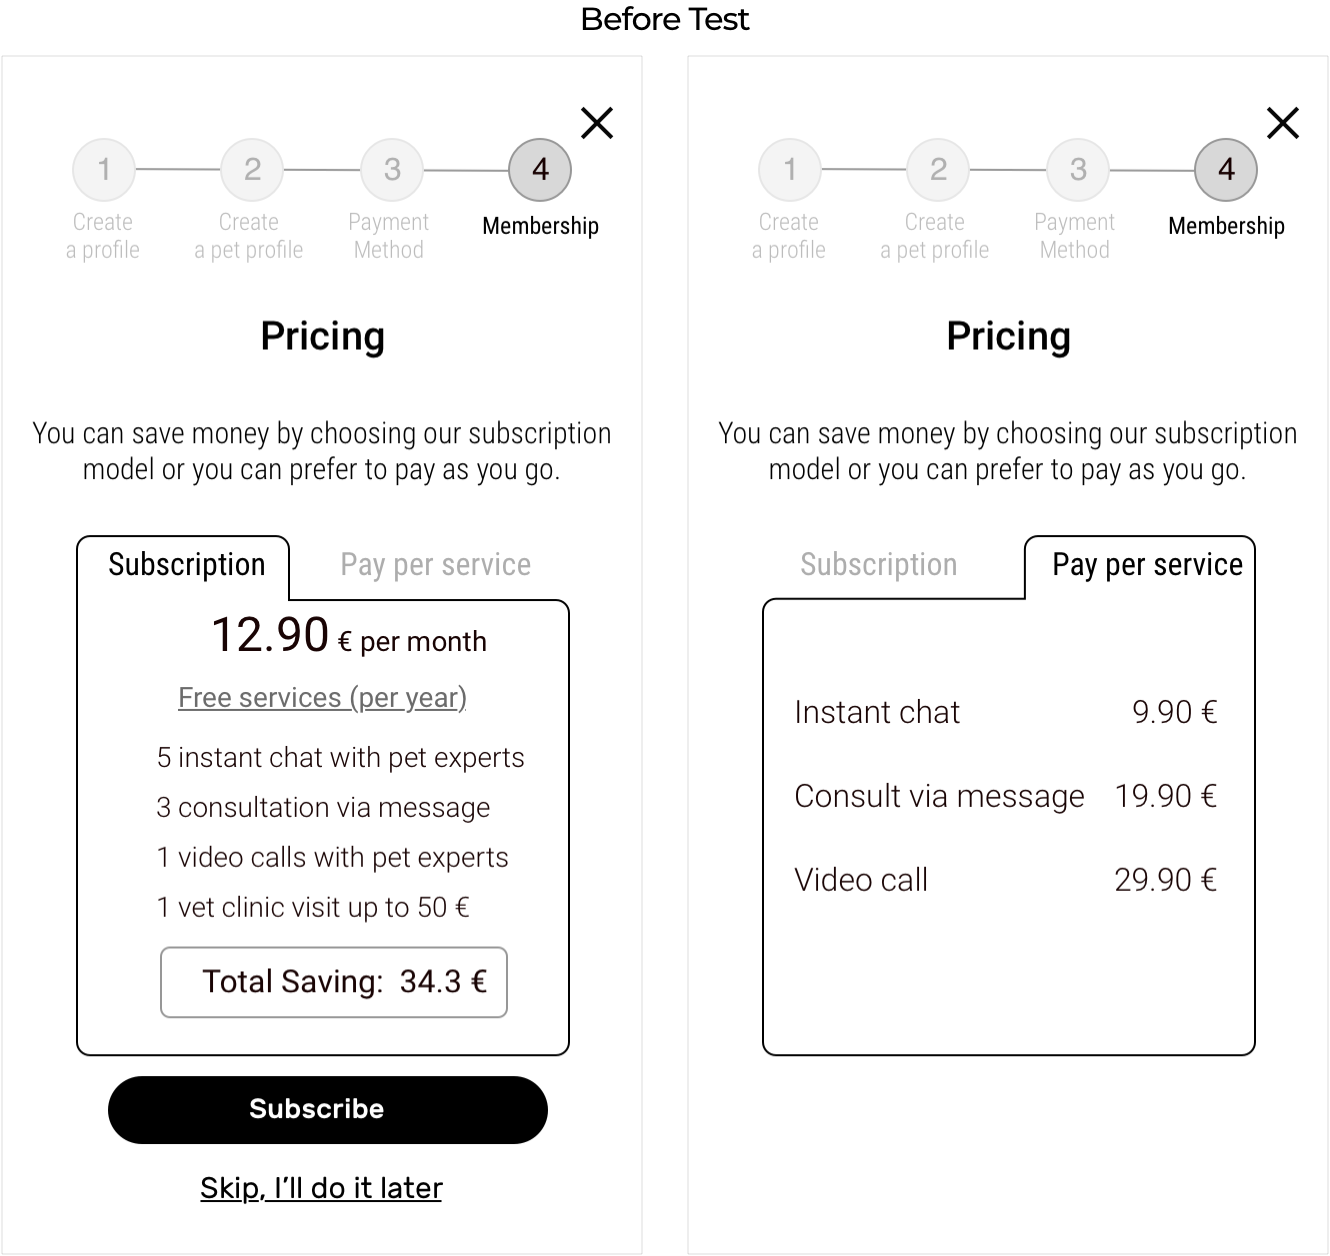 Before Test
1
2
3
4
Create
a profile
Create
a pet profile
Payment
Method
Membership
Pricing
You can save money by choosing our subscription
model or you can prefer to pay as you go.
Subscription
Pay per service
12.90 € per month
Free services (per year)
5 instant chat with pet experts
3 consultation via message
1 video calls with pet experts
1 vet clinic visit up to 50 €
Total Saving: 34.3 €
Subscribe
Skip, I'll do it later
1
2
3
4
Create
a profile
Create
a pet profile
Payment
Method
Membership
Pricing
You can save money by choosing our subscription
model or you can prefer to pay as you go.
Subscription
Pay per service
Instant chat 9.90 €
Consult via message 19.90 €
Video call 29.90 €